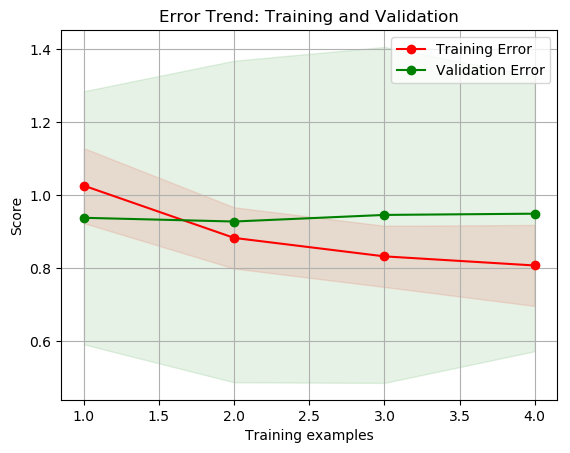 Error Trend: Training and Validation
Training Error
Validation Error
Score
1.4
1.2
1.0
0.8
0.6
1.0 1.5 2.0 2.5 3.0 3.5 4.0
Training examples